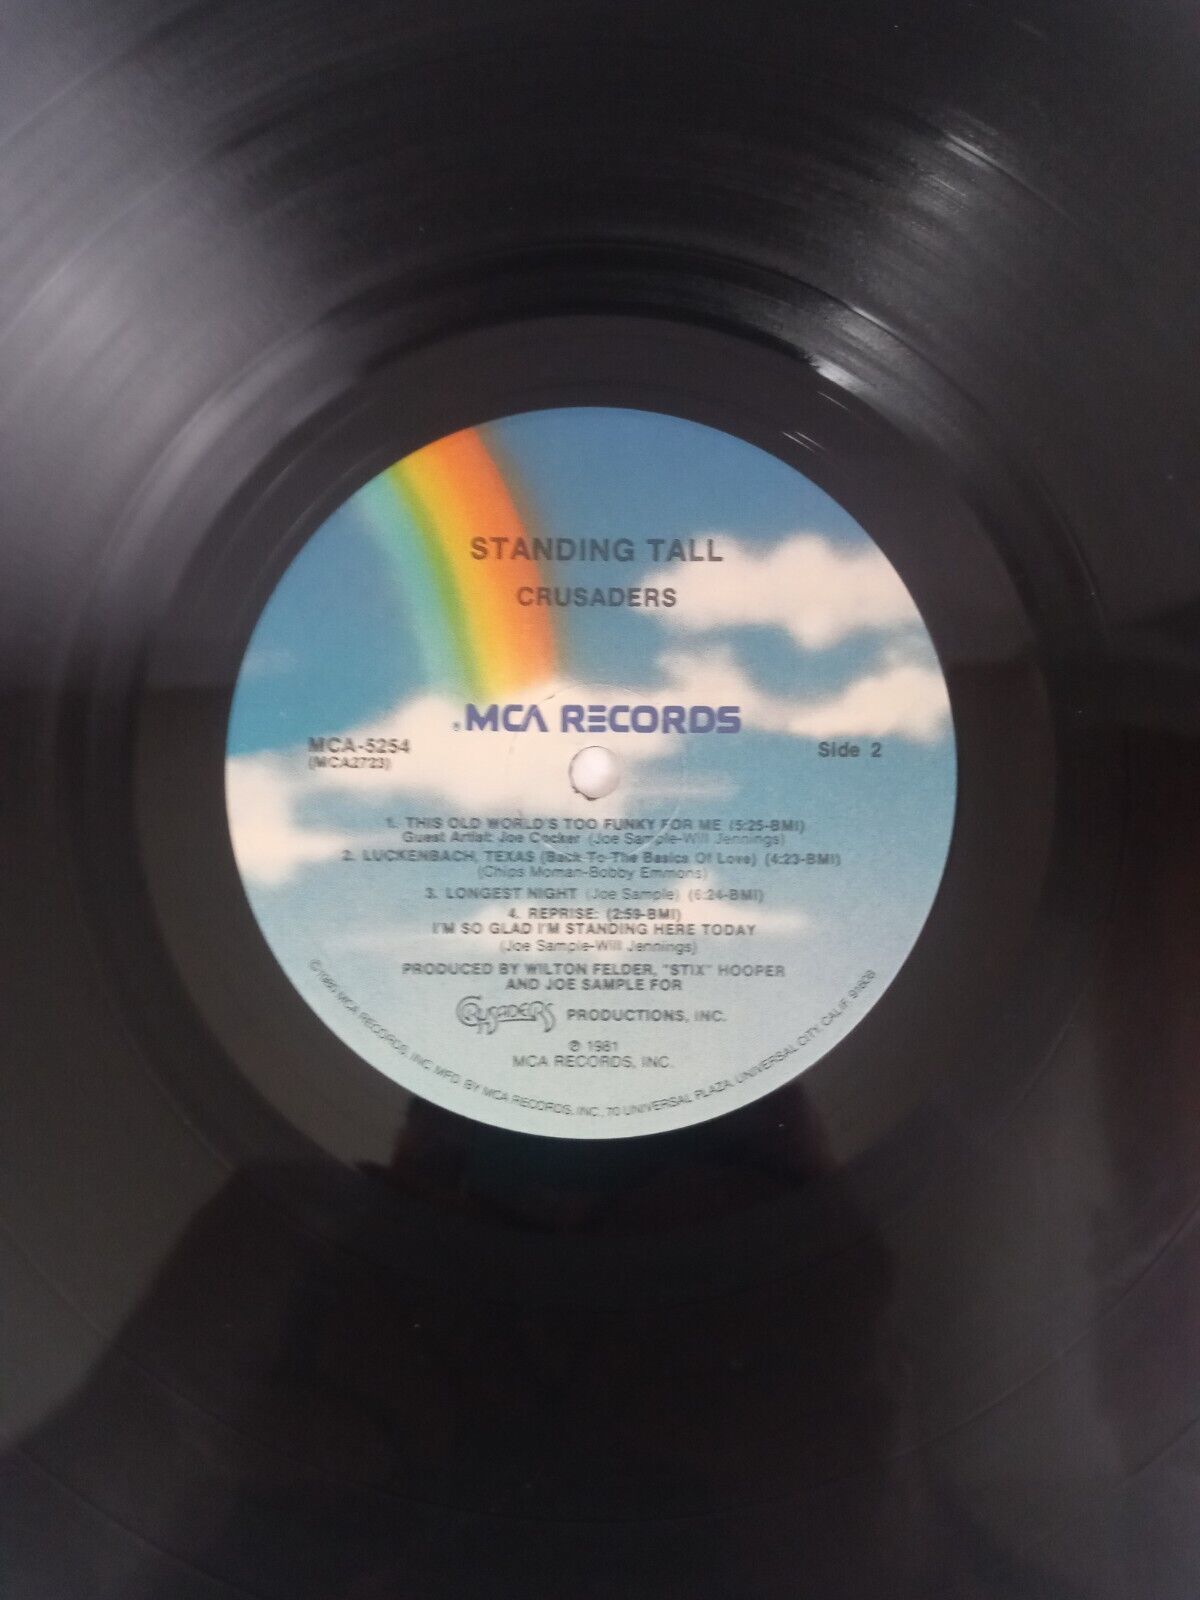 STANDING TALL
CRUSADERS
MCA RECORDS
MCA-5254
(MCA2723)
Side 2
1. THIS OLD WORLD'S TOO FUNKY FOR ME (5:25-BMI)
Guest Artist: Joe Cocker (Joe Sample-Will Jennings)
2. LUCKENBACH, TEXAS (Back To The Basics Of Love) (4:23-BMI)
(Chips Moman-Bobby Emmons)
3. LONGEST NIGHT (Joe Sample) (6:24-BMI)
4. REPRISE: (2:59-BMI)
I'M SO GLAD I'M STANDING HERE TODAY
(Joe Sample-Will Jennings)
PRODUCED BY WILTON FELDER, "STIX" HOOPER
AND JOE SAMPLE FOR
CRUSADERS PRODUCTIONS, INC.
℗ 1981
MCA RECORDS, INC.
©1980 MCA RECORDS, INC. MFD. BY MCA RECORDS, INC., 70 UNIVERSAL PLAZA, UNIVERSAL CITY, CALIF. 91608